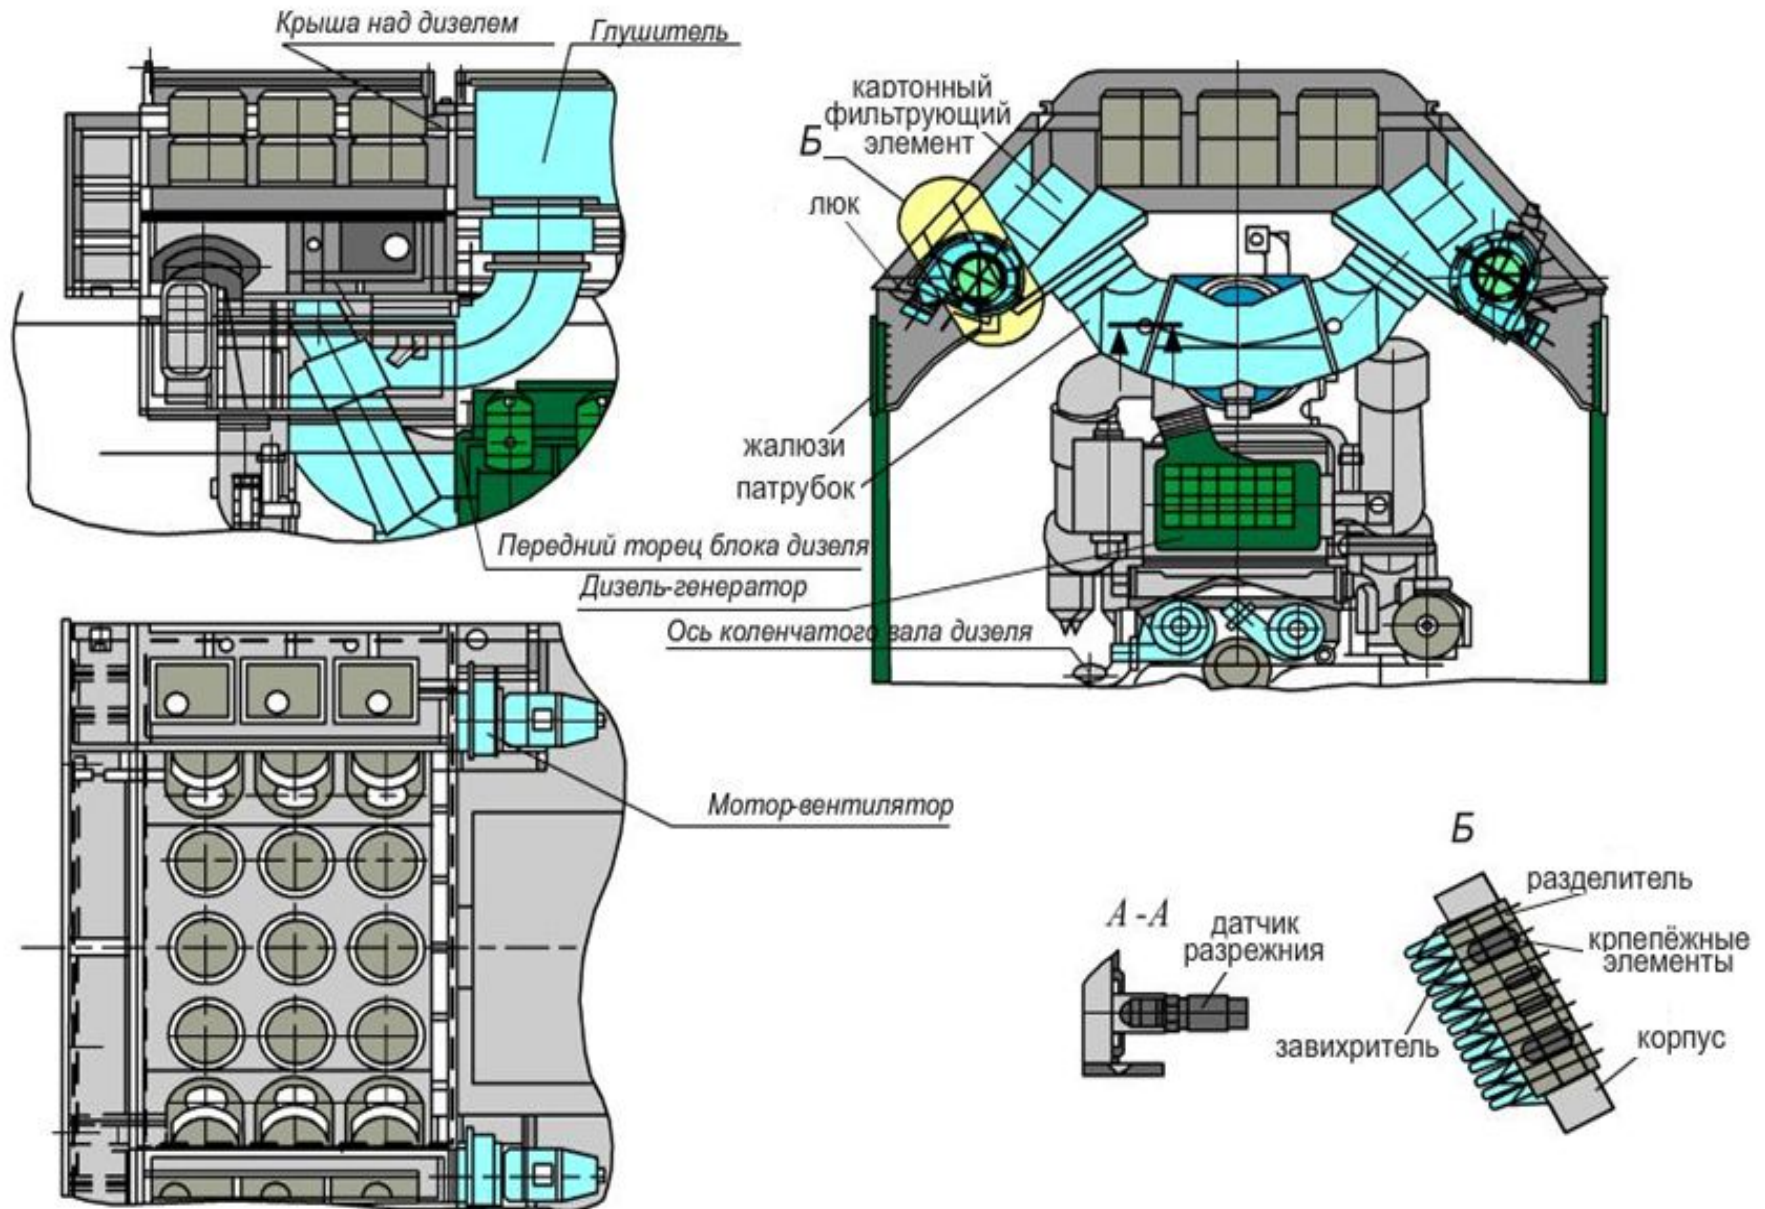 Крыша над дизелем
Глушитель
картонный
фильтрующий
элемент
Б
люк
жалюзи
патрубок
Передний торец блока дизеля
Дизель-генератор
Ось коленчатого вала дизеля
Мотор-вентилятор
Б
разделитель
А-А
датчик
разрежния
крпепёжные
элементы
завихритель
корпус